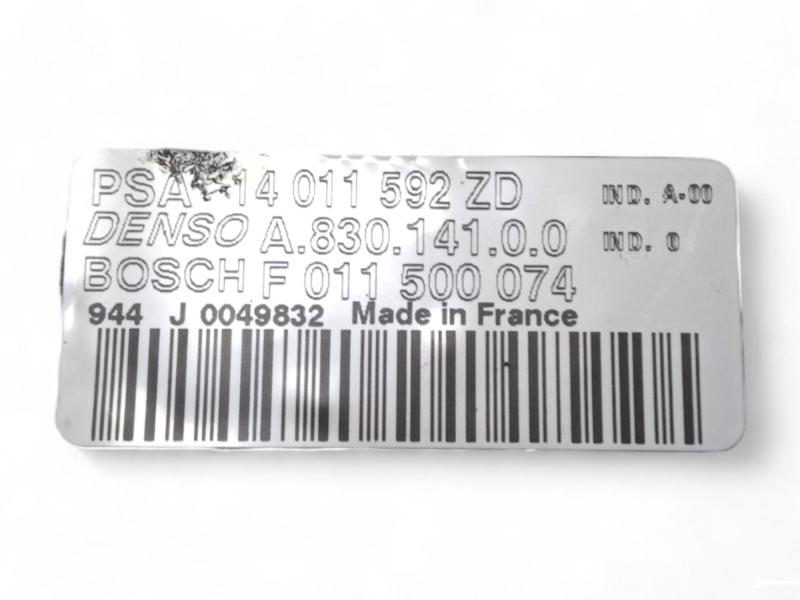 PSA 14 011 592 ZD IND. A-00
DENSO A.830.141.0.0 IND. 0
BOSCH F 011 500 074
944 J 0049832 Made in France